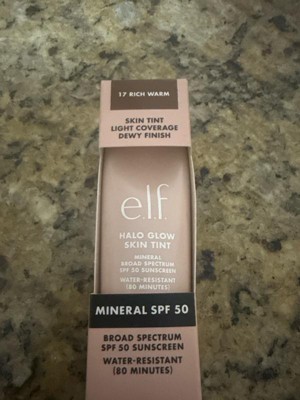 17 RICH WARM
SKIN TINT
LIGHT COVERAGE
DEWY FINISH
e.l.f.
HALO GLOW
SKIN TINT
MINERAL
BROAD SPECTRUM
SPF 50 SUNSCREEN
WATER-RESISTANT
(80 MINUTES)
MINERAL SPF 50
BROAD SPECTRUM
SPF 50 SUNSCREEN
WATER-RESISTANT
(80 MINUTES)